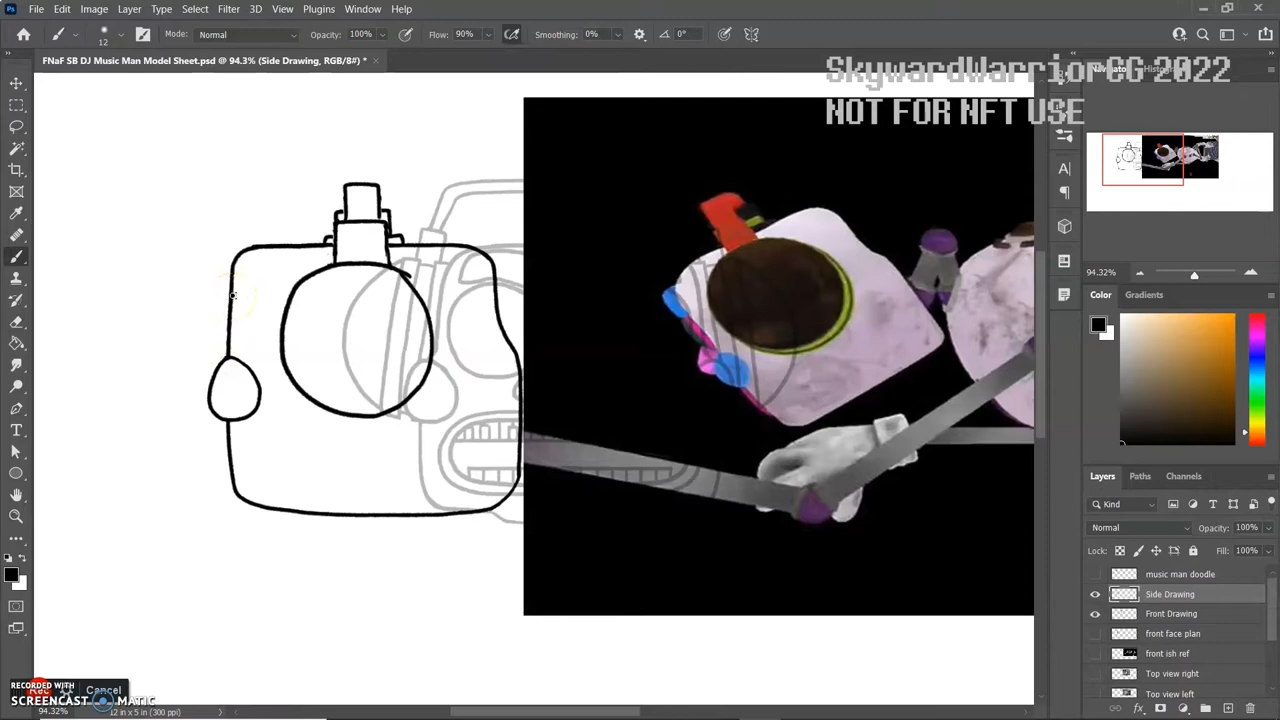 File Edit Image Layer Type Select Filter 3D View Plugins Window Help
12 Mode: Normal Opacity: 100% Flow: 90% Smoothing: 0% 0°
FNaF SB DJ Music Man Model Sheet.psd @ 94.3% (Side Drawing, RGB/8#) *
SkywardWarriorCG 2022
NOT FOR NFT USE
94.32%
Color Gradients
Layers Paths Channels
Kind
Normal Opacity: 100%
Lock: Fill: 100%
music man doodle
Side Drawing
Front Drawing
front face plan
front ish ref
Top view right
Top view left
RECORDED WITH
SCREENCAST MATIC
Rec Cancel
94.32% 12 in x 5 in (300 ppi)